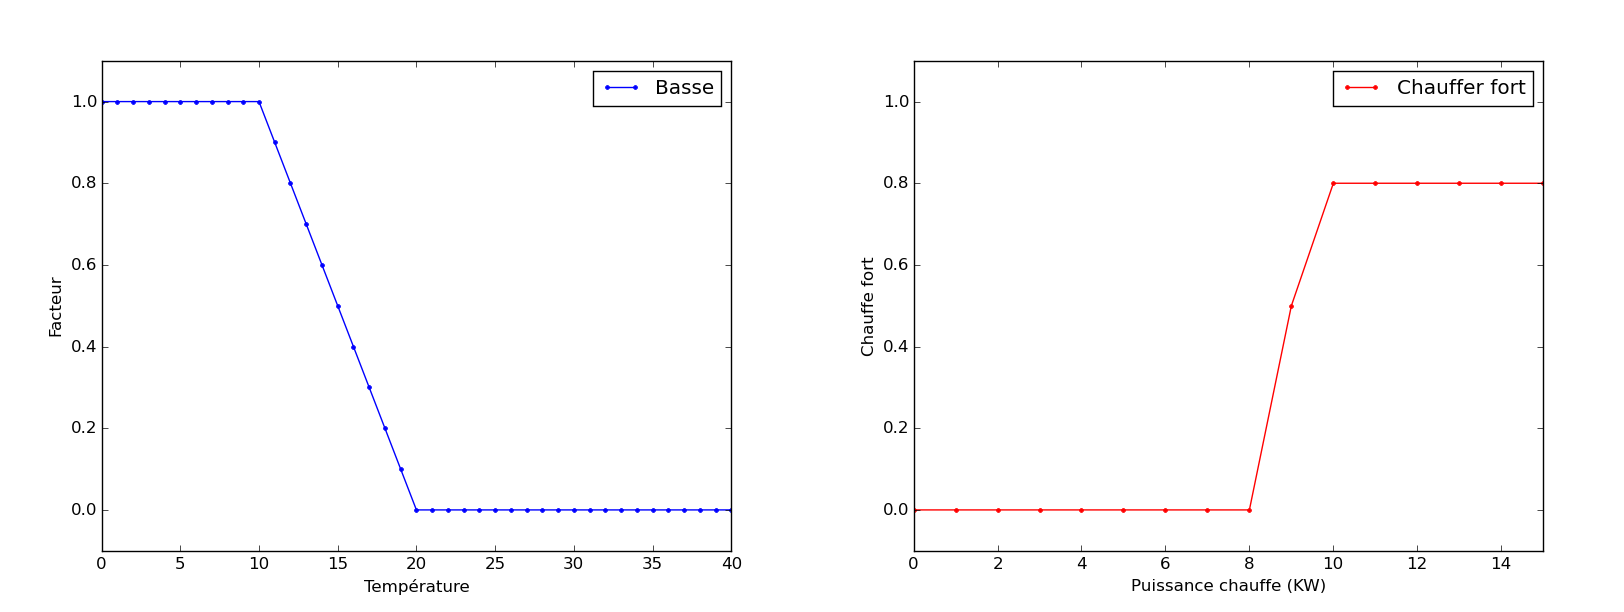 Basse
1.0
0.8
0.6
0.4
0.2
0.0
Facteur
0 5 10 15 20 25 30 35 40
Température
Chauffer fort
1.0
0.8
0.6
0.4
0.2
0.0
Chauffe fort
0 2 4 6 8 10 12 14
Puissance chauffe (KW)